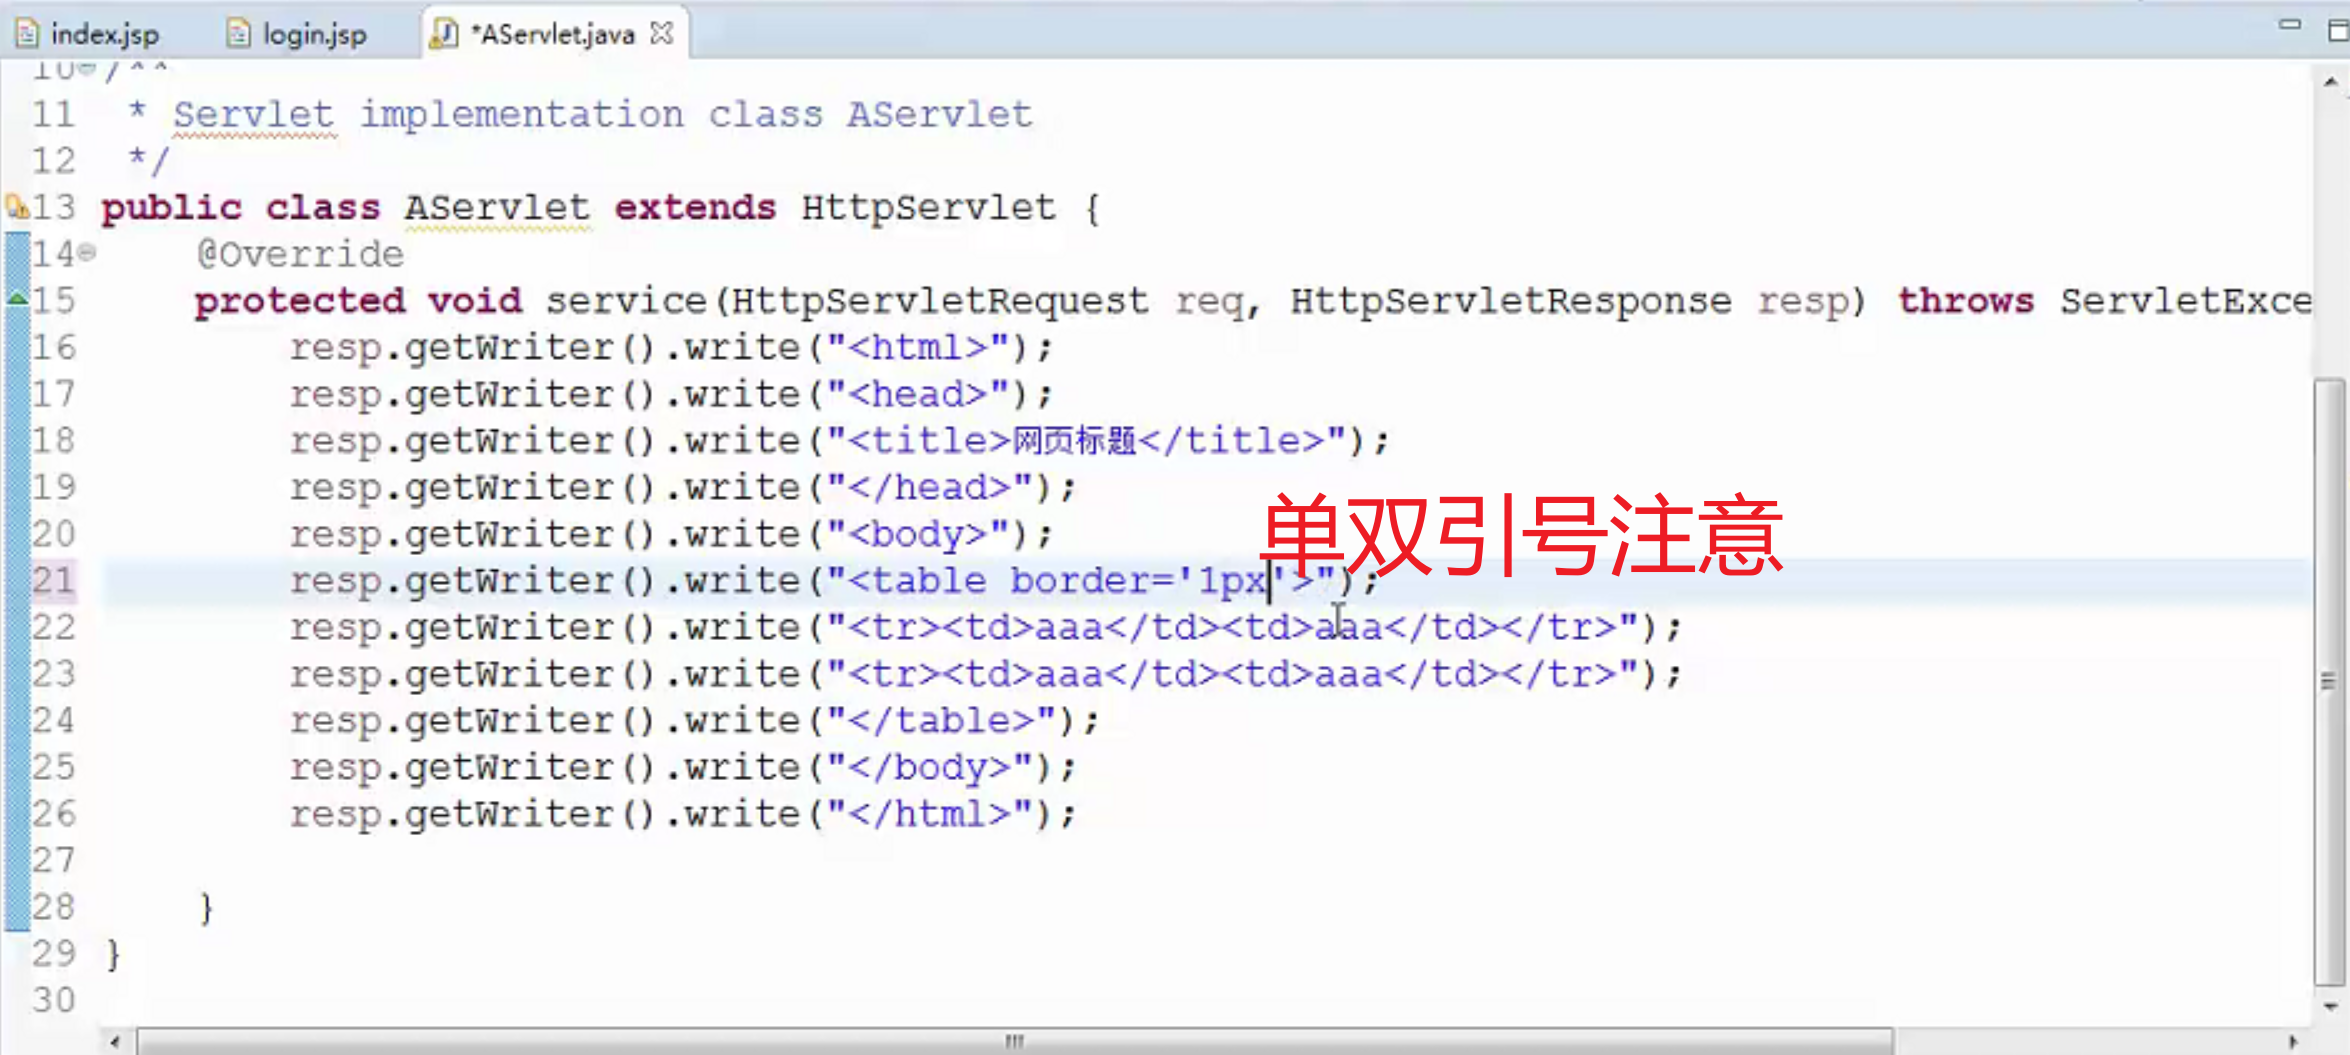 index.jsp
login.jsp
*AServlet.java
10 /**
11 * Servlet implementation class AServlet
12 */
13 public class AServlet extends HttpServlet {
14 @Override
15 protected void service(HttpServletRequest req, HttpServletResponse resp) throws ServletExce
16 resp.getWriter().write("<html>");
17 resp.getWriter().write("<head>");
18 resp.getWriter().write("<title>网页标题</title>");
19 resp.getWriter().write("</head>");
20 resp.getWriter().write("<body>");
单双引号注意
21 resp.getWriter().write("<table border='1px'>");
22 resp.getWriter().write("<tr><td>aaa</td><td>aaa</td></tr>");
23 resp.getWriter().write("<tr><td>aaa</td><td>aaa</td></tr>");
24 resp.getWriter().write("</table>");
25 resp.getWriter().write("</body>");
26 resp.getWriter().write("</html>");
27
28 }
29 }
30